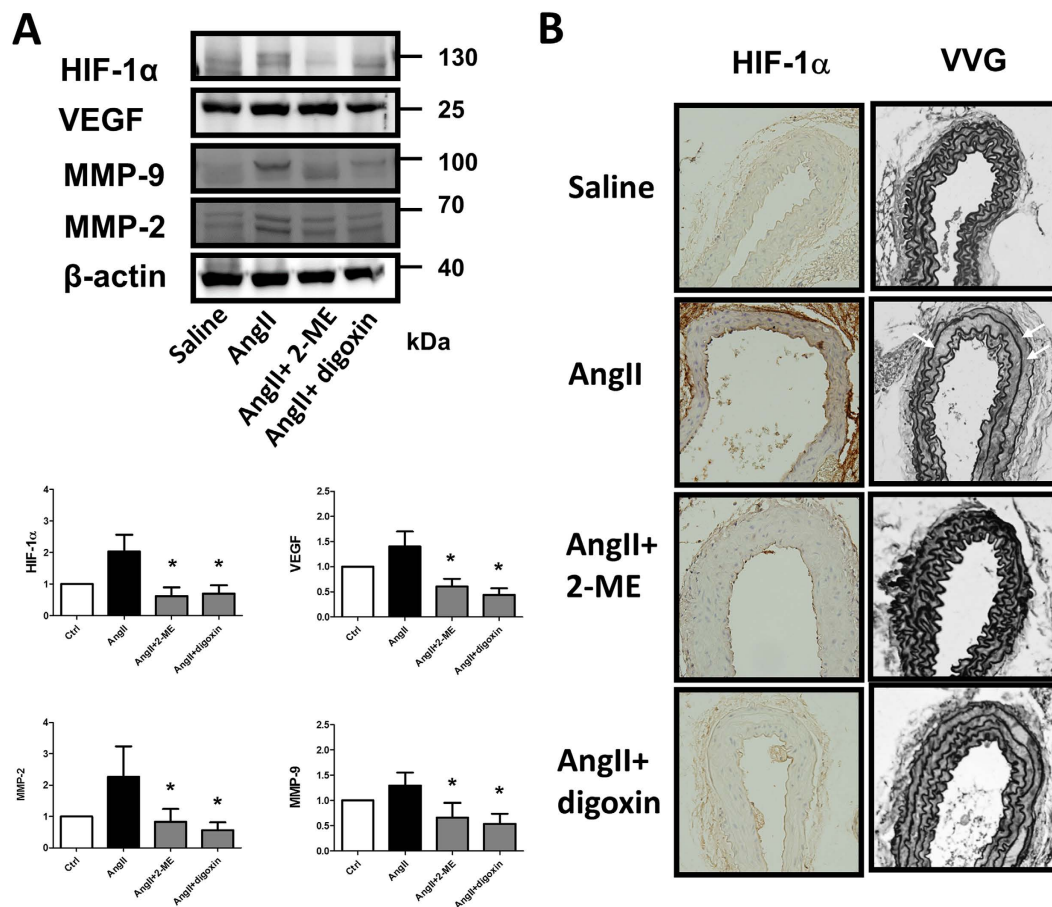 A
HIF-1α
130
VEGF
25
MMP-9
100
MMP-2
70
β-actin
40
kDa
Saline
AngII
AngII+ 2-ME
AngII+ digoxin
HIF-1α
4
3
2
1
0
*
*
Ctrl
AngII
AngII+2-ME
AngII+digoxin
VEGF
2.5
2.0
1.5
1.0
0.5
0.0
*
*
Ctrl
AngII
AngII+2-ME
AngII+digoxin
MMP-2
4
3
2
1
0
*
*
Ctrl
AngII
AngII+2-ME
AngII+digoxin
MMP-9
2.5
2.0
1.5
1.0
0.5
0.0
*
*
Ctrl
AngII
AngII+2-ME
AngII+digoxin
B
HIF-1α
VVG
Saline
AngII
AngII+
2-ME
AngII+
digoxin